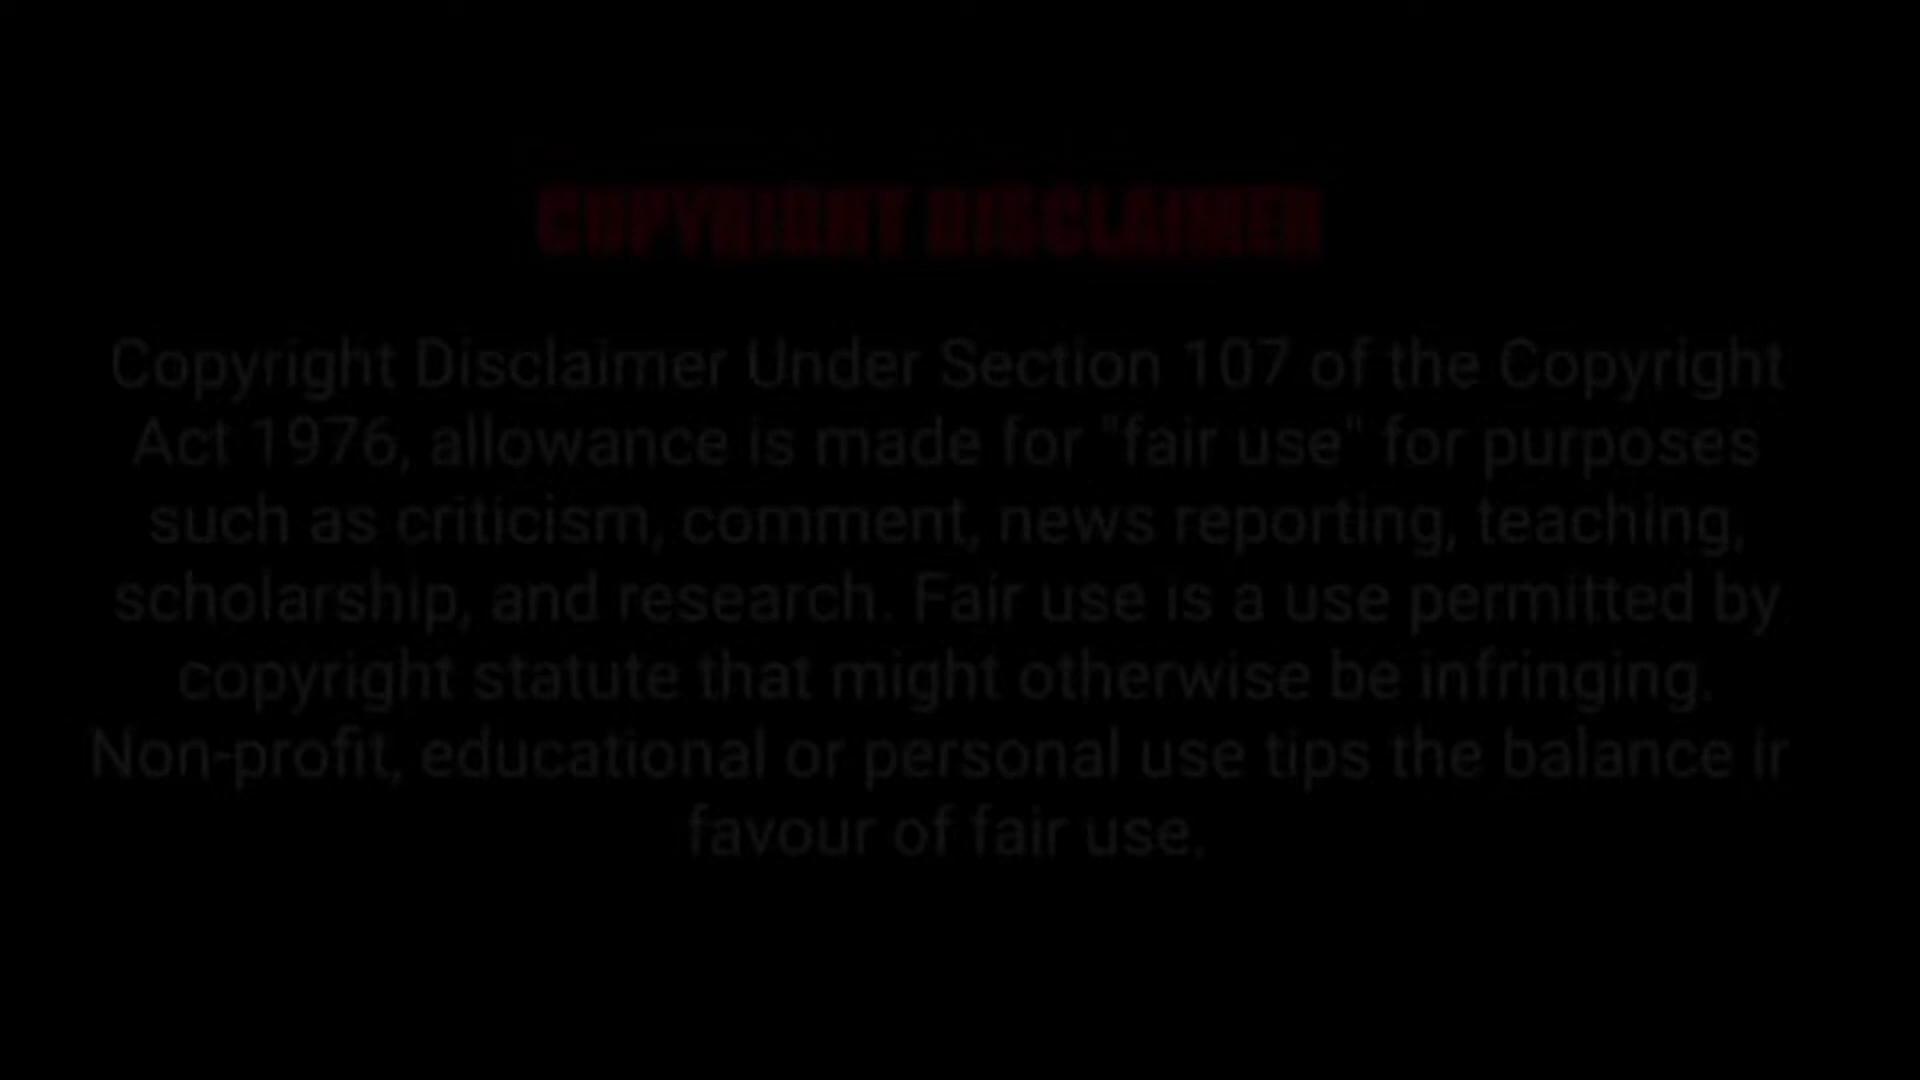 COPYRIGHT DISCLAIMER
Copyright Disclaimer Under Section 107 of the Copyright
Act 1976, allowance is made for "fair use" for purposes
such as criticism, comment, news reporting, teaching,
scholarship, and research. Fair use is a use permitted by
copyright statute that might otherwise be infringing.
Non-profit, educational or personal use tips the balance ir
favour of fair use.